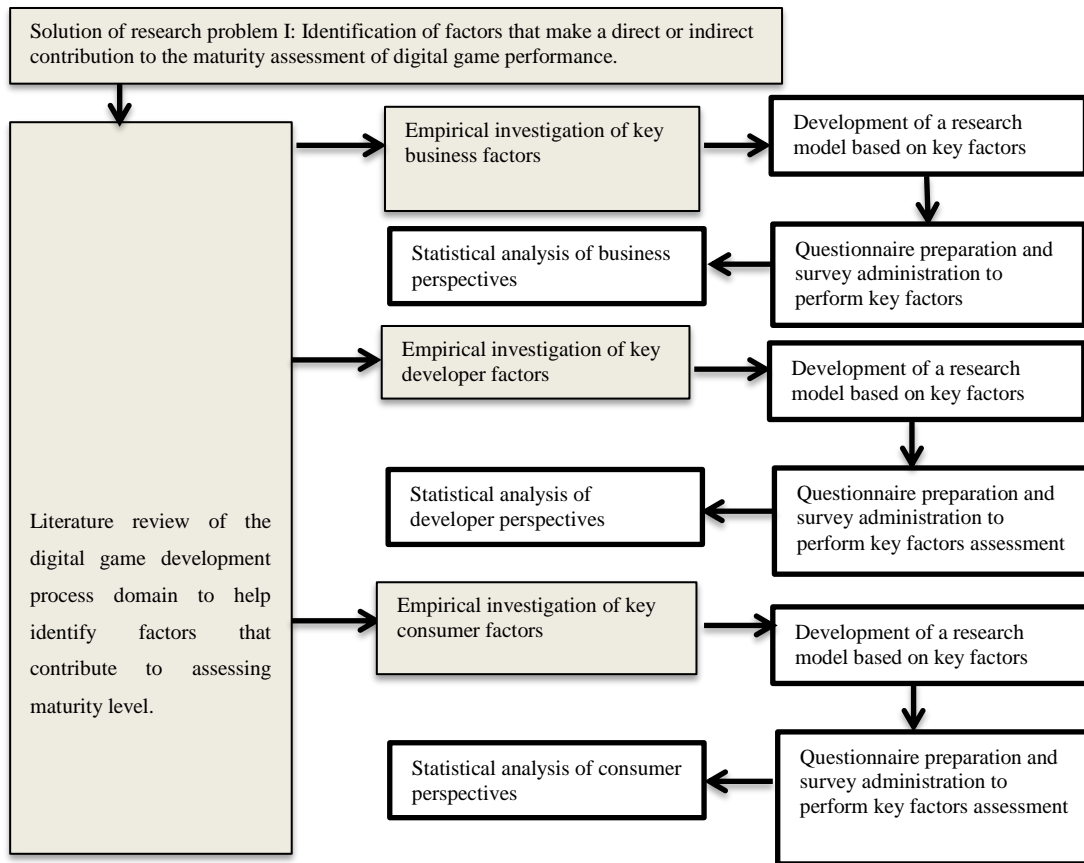 Solution of research problem I: Identification of factors that make a direct or indirect
contribution to the maturity assessment of digital game performance.
Literature review of the
digital game development
process domain to help
identify factors that
contribute to assessing
maturity level.
Empirical investigation of key
business factors
Development of a research
model based on key factors
Statistical analysis of business
perspectives
Questionnaire preparation and
survey administration to
perform key factors
Empirical investigation of key
developer factors
Development of a research
model based on key factors
Statistical analysis of
developer perspectives
Questionnaire preparation and
survey administration to
perform key factors assessment
Empirical investigation of key
consumer factors
Development of a research
model based on key factors
Statistical analysis of consumer
perspectives
Questionnaire preparation and
survey administration to
perform key factors assessment